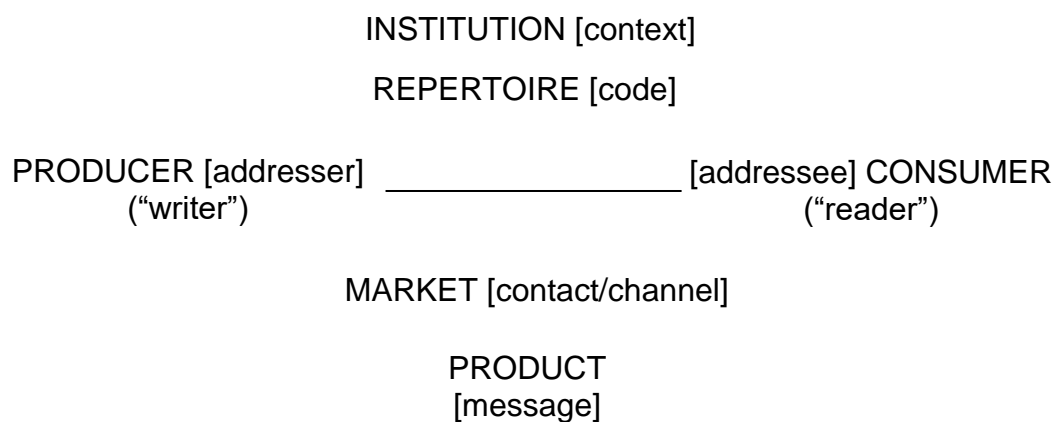 INSTITUTION [context]
REPERTOIRE [code]
PRODUCER [addresser] [addressee] CONSUMER
(“writer”) (“reader”)
MARKET [contact/channel]
PRODUCT
[message]